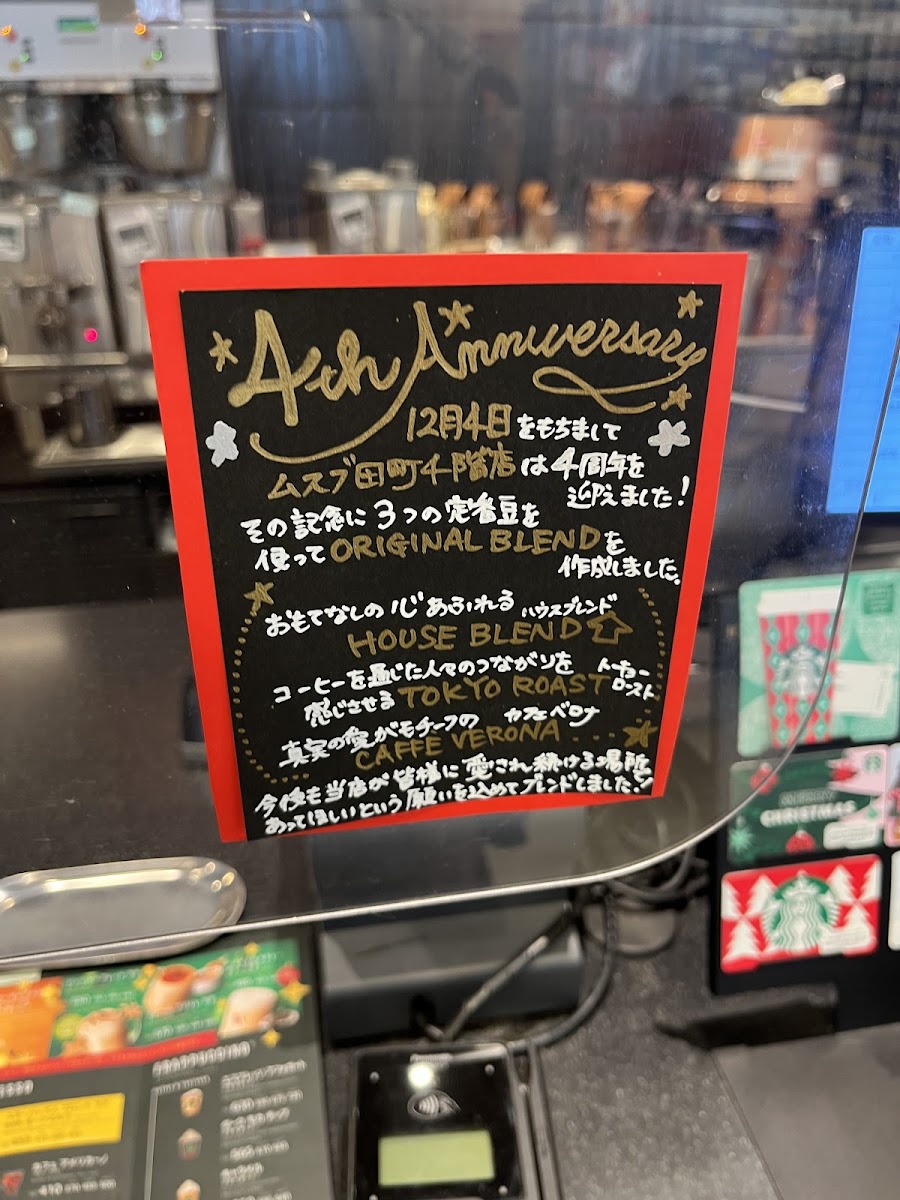 4th Anniversary
12月4日をもちまして
ムスブ田町4階店は4周年を
迎えました!
その記念に3つの定番豆を
使ってORIGINAL BLENDを
作成しました。
おもてなしの心あふれる ハウスブレンド
HOUSE BLEND
コーヒーを通じた人々のつながりを
感じさせる TOKYO ROAST トーキョーロースト
真実の愛がモチーフの カフェベロナ
CAFFE VERONA
今後も当店が皆様に愛され続ける場所で
あってほしいという願いを込めてブレンドしました!
CHRISTMAS
FRAPPUCCINO